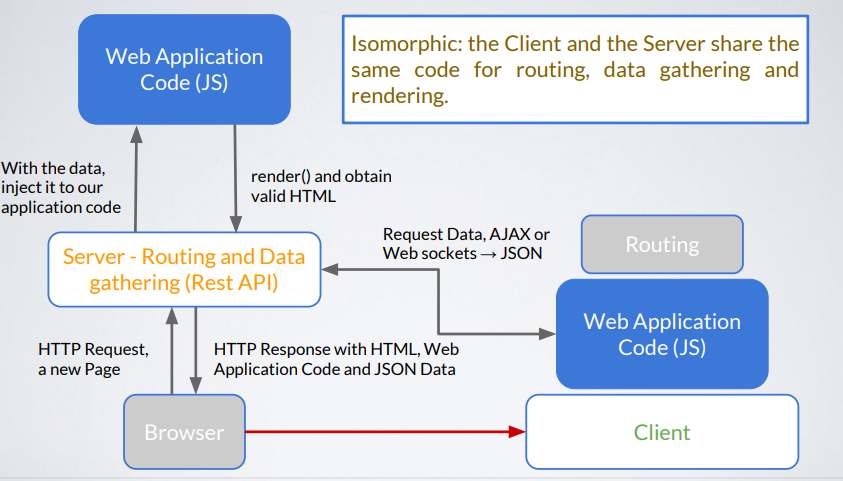 Web Application
Code (JS)
Isomorphic: the Client and the Server share the
same code for routing, data gathering and
rendering.
With the data,
inject it to our
application code
render() and obtain
valid HTML
Request Data, AJAX or
Web sockets → JSON
Routing
Server - Routing and Data
gathering (Rest API)
Web Application
Code (JS)
HTTP Request,
a new Page
HTTP Response with HTML, Web
Application Code and JSON Data
Browser
Client